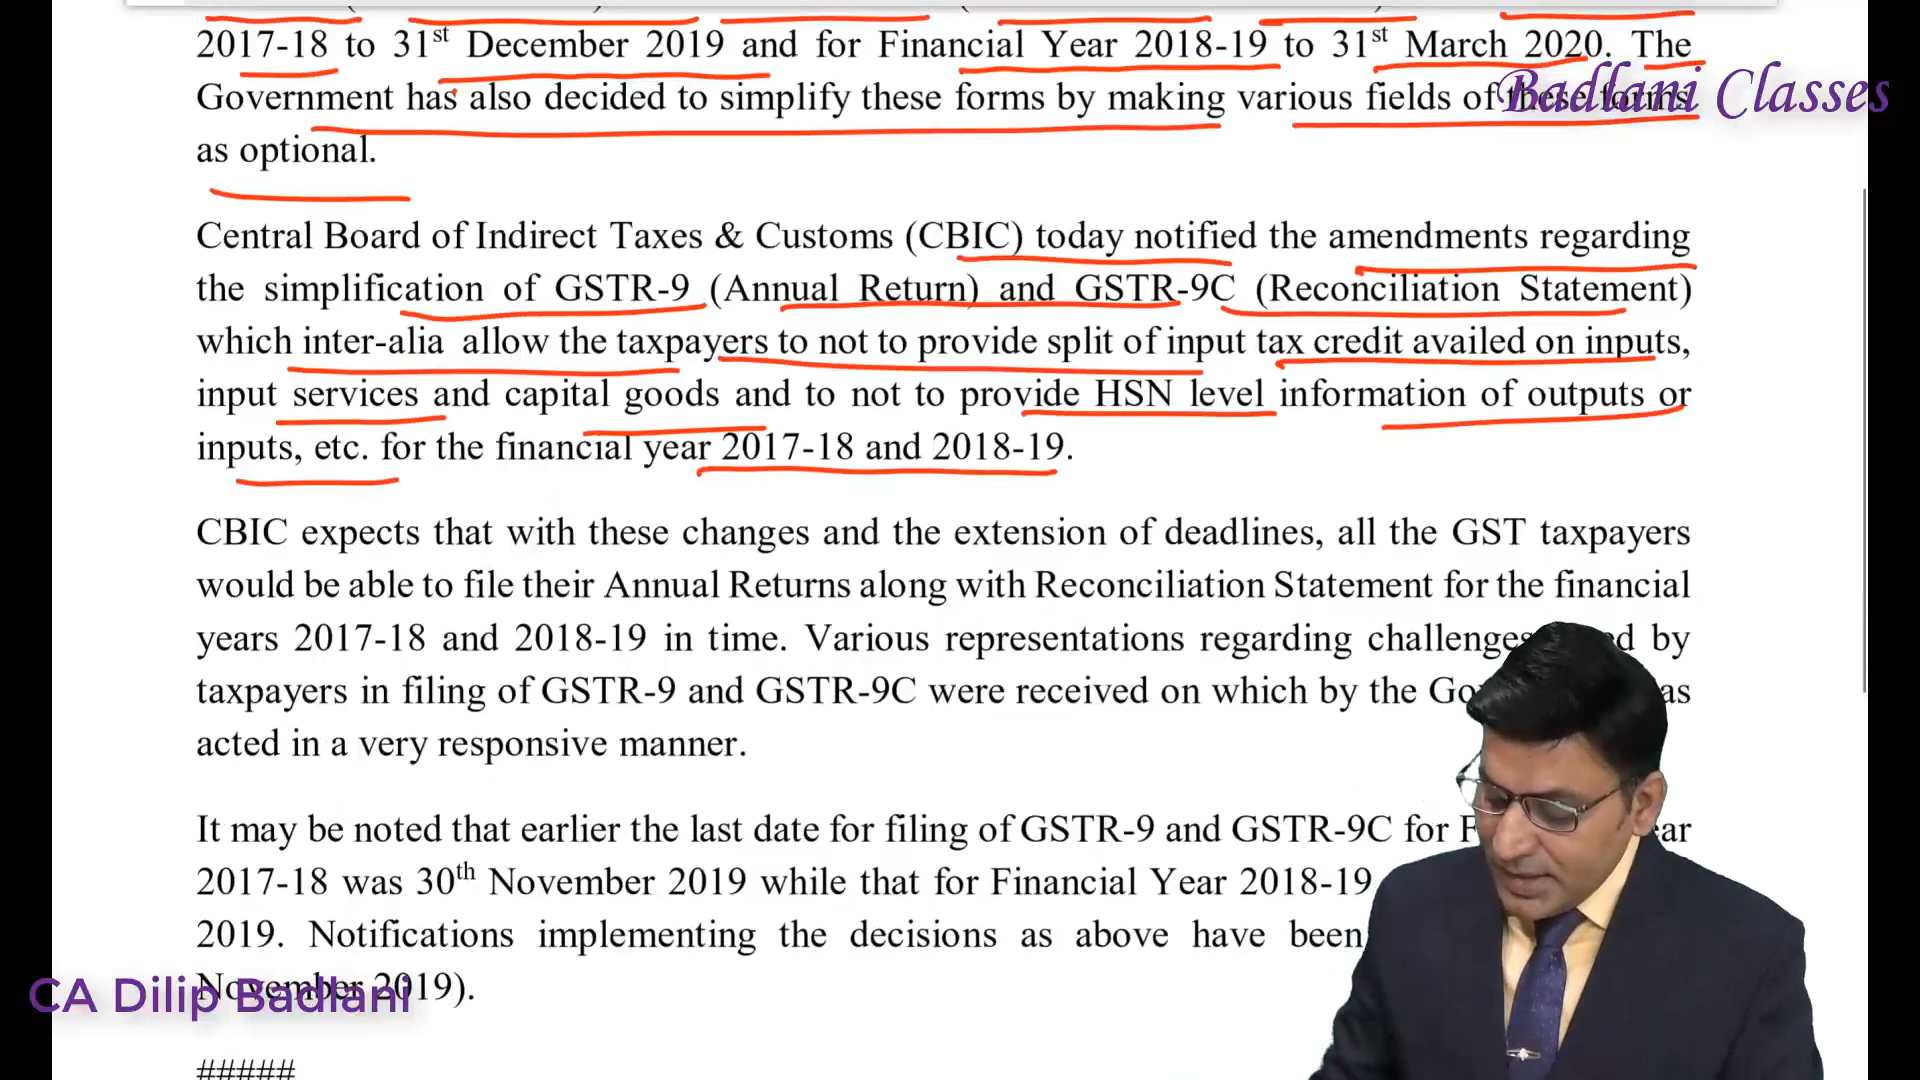 2017-18 to 31st December 2019 and for Financial Year 2018-19 to 31st March 2020. The
Badlani Classes
Government has also decided to simplify these forms by making various fields of these forms
as optional.
Central Board of Indirect Taxes & Customs (CBIC) today notified the amendments regarding
the simplification of GSTR-9 (Annual Return) and GSTR-9C (Reconciliation Statement)
which inter-alia allow the taxpayers to not to provide split of input tax credit availed on inputs,
input services and capital goods and to not to provide HSN level information of outputs or
inputs, etc. for the financial year 2017-18 and 2018-19.
CBIC expects that with these changes and the extension of deadlines, all the GST taxpayers
would be able to file their Annual Returns along with Reconciliation Statement for the financial
years 2017-18 and 2018-19 in time. Various representations regarding challenges by
taxpayers in filing of GSTR-9 and GSTR-9C were received on which by the
acted in a very responsive manner.
It may be noted that earlier the last date for filing of GSTR-9 and GSTR-9C for
2017-18 was 30th November 2019 while that for Financial Year 2018-19
2019. Notifications implementing the decisions as above have been
November 2019).
CA Dilip Badlani
#####